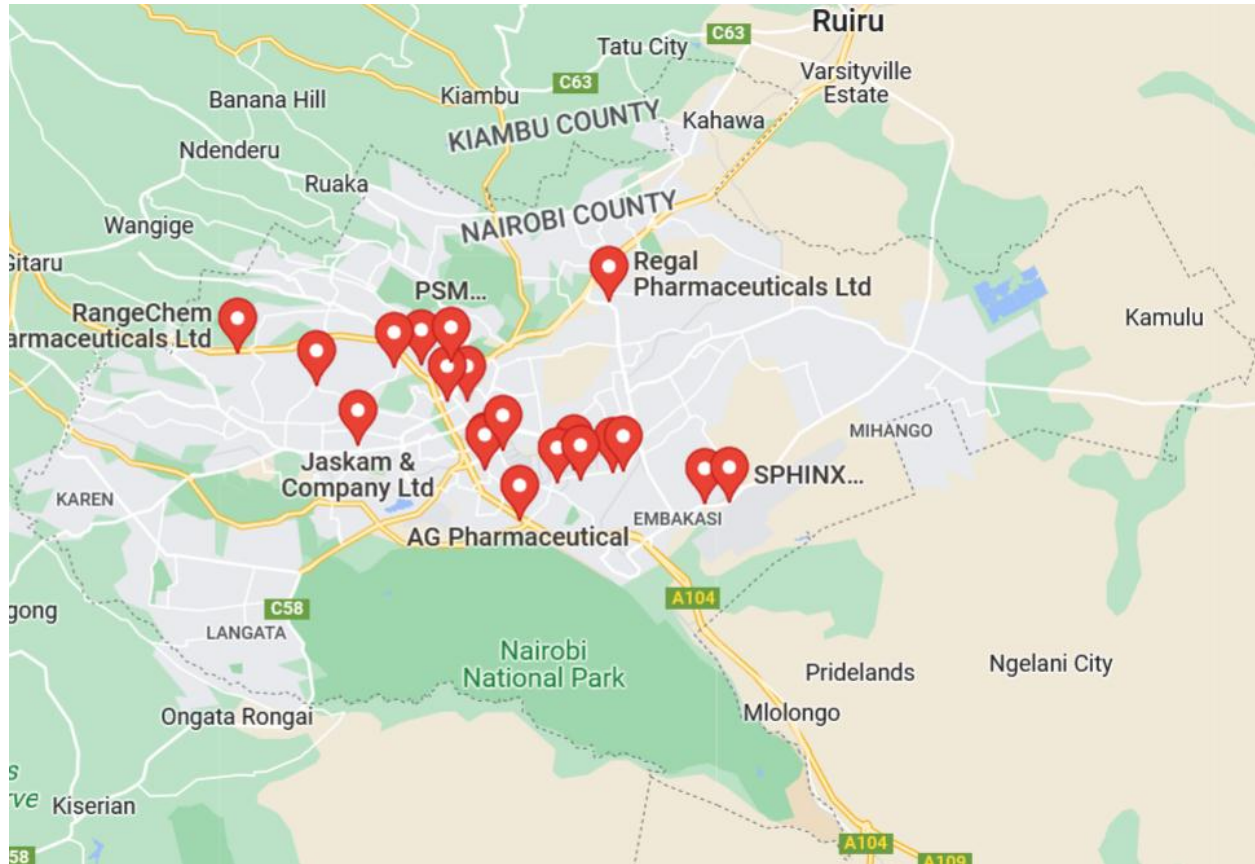 Ruiru
C63
Tatu City
C63
Varsityville
Estate
Banana Hill
Kiambu
KIAMBU COUNTY
Kahawa
Ndenderu
Ruaka
NAIROBI COUNTY
Wangige
Gitaru
Regal
Pharmaceuticals Ltd
PSM...
RangeChem
armaceuticals Ltd
Kamulu
MIHANGO
Jaskam &
Company Ltd
SPHINX...
KAREN
EMBAKASI
AG Pharmaceutical
A104
gong
C58
LANGATA
Nairobi
National Park
Ngelani City
Pridelands
Ongata Rongai
Mlolongo
s
rve
Kiserian
58
A104
A109